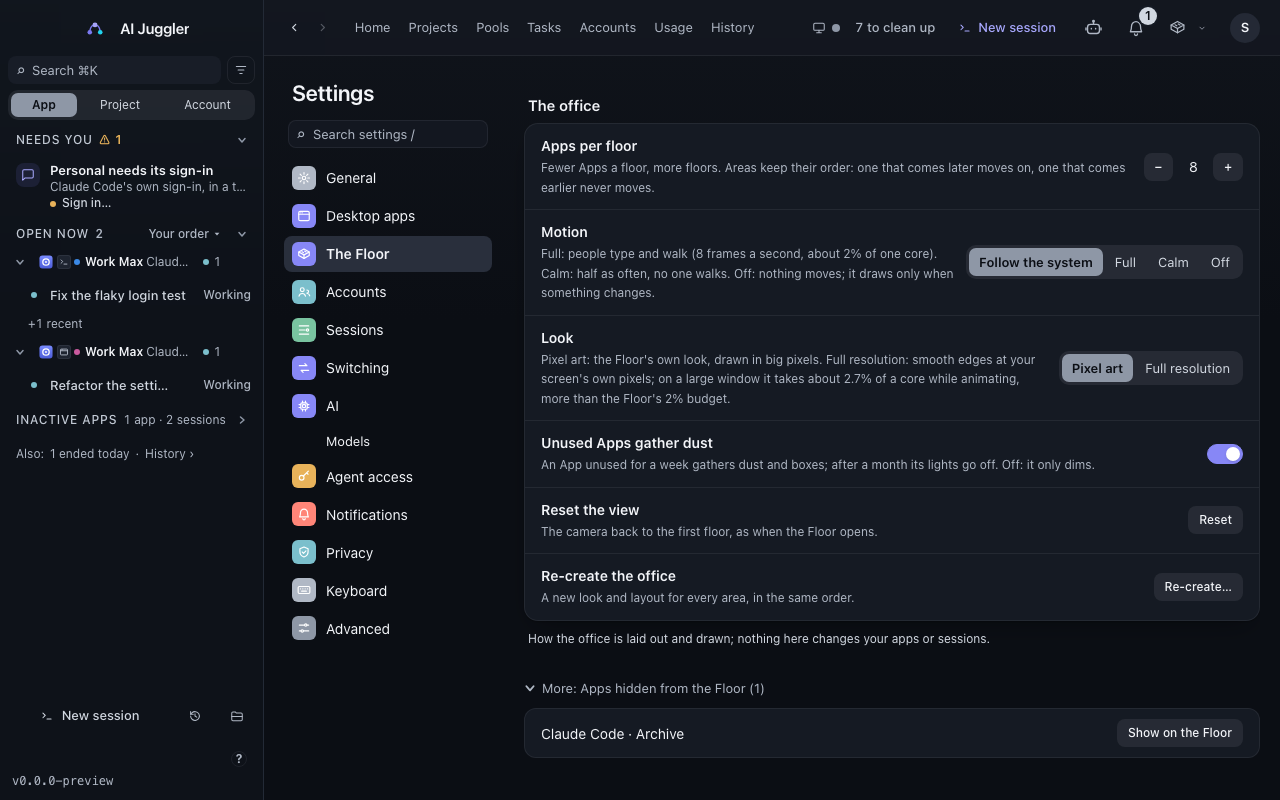 AI Juggler
Search ⌘K
App Project Account
NEEDS YOU 1
Personal needs its sign-in
Claude Code's own sign-in, in a t...
Sign in...
OPEN NOW 2 Your order
Work Max Claud... 1
Fix the flaky login test Working
+1 recent
Work Max Claud... 1
Refactor the setti... Working
INACTIVE APPS 1 app · 2 sessions
Also: 1 ended today · History ›
New session
?
v0.0.0-preview
Home Projects Pools Tasks Accounts Usage History
7 to clean up
New session
1
S
Settings
Search settings /
General
Desktop apps
The Floor
Accounts
Sessions
Switching
AI
Models
Agent access
Notifications
Privacy
Keyboard
Advanced
The office
Apps per floor
Fewer Apps a floor, more floors. Areas keep their order: one that comes later moves on, one that comes
earlier never moves.
− 8 +
Motion
Full: people type and walk (8 frames a second, about 2% of one core).
Calm: half as often, no one walks. Off: nothing moves; it draws only when
something changes.
Follow the system Full Calm Off
Look
Pixel art: the Floor's own look, drawn in big pixels. Full resolution: smooth edges at your
screen's own pixels; on a large window it takes about 2.7% of a core while animating,
more than the Floor's 2% budget.
Pixel art Full resolution
Unused Apps gather dust
An App unused for a week gathers dust and boxes; after a month its lights go off. Off: it only dims.
Reset the view
The camera back to the first floor, as when the Floor opens.
Reset
Re-create the office
A new look and layout for every area, in the same order.
Re-create...
How the office is laid out and drawn; nothing here changes your apps or sessions.
More: Apps hidden from the Floor (1)
Claude Code · Archive
Show on the Floor